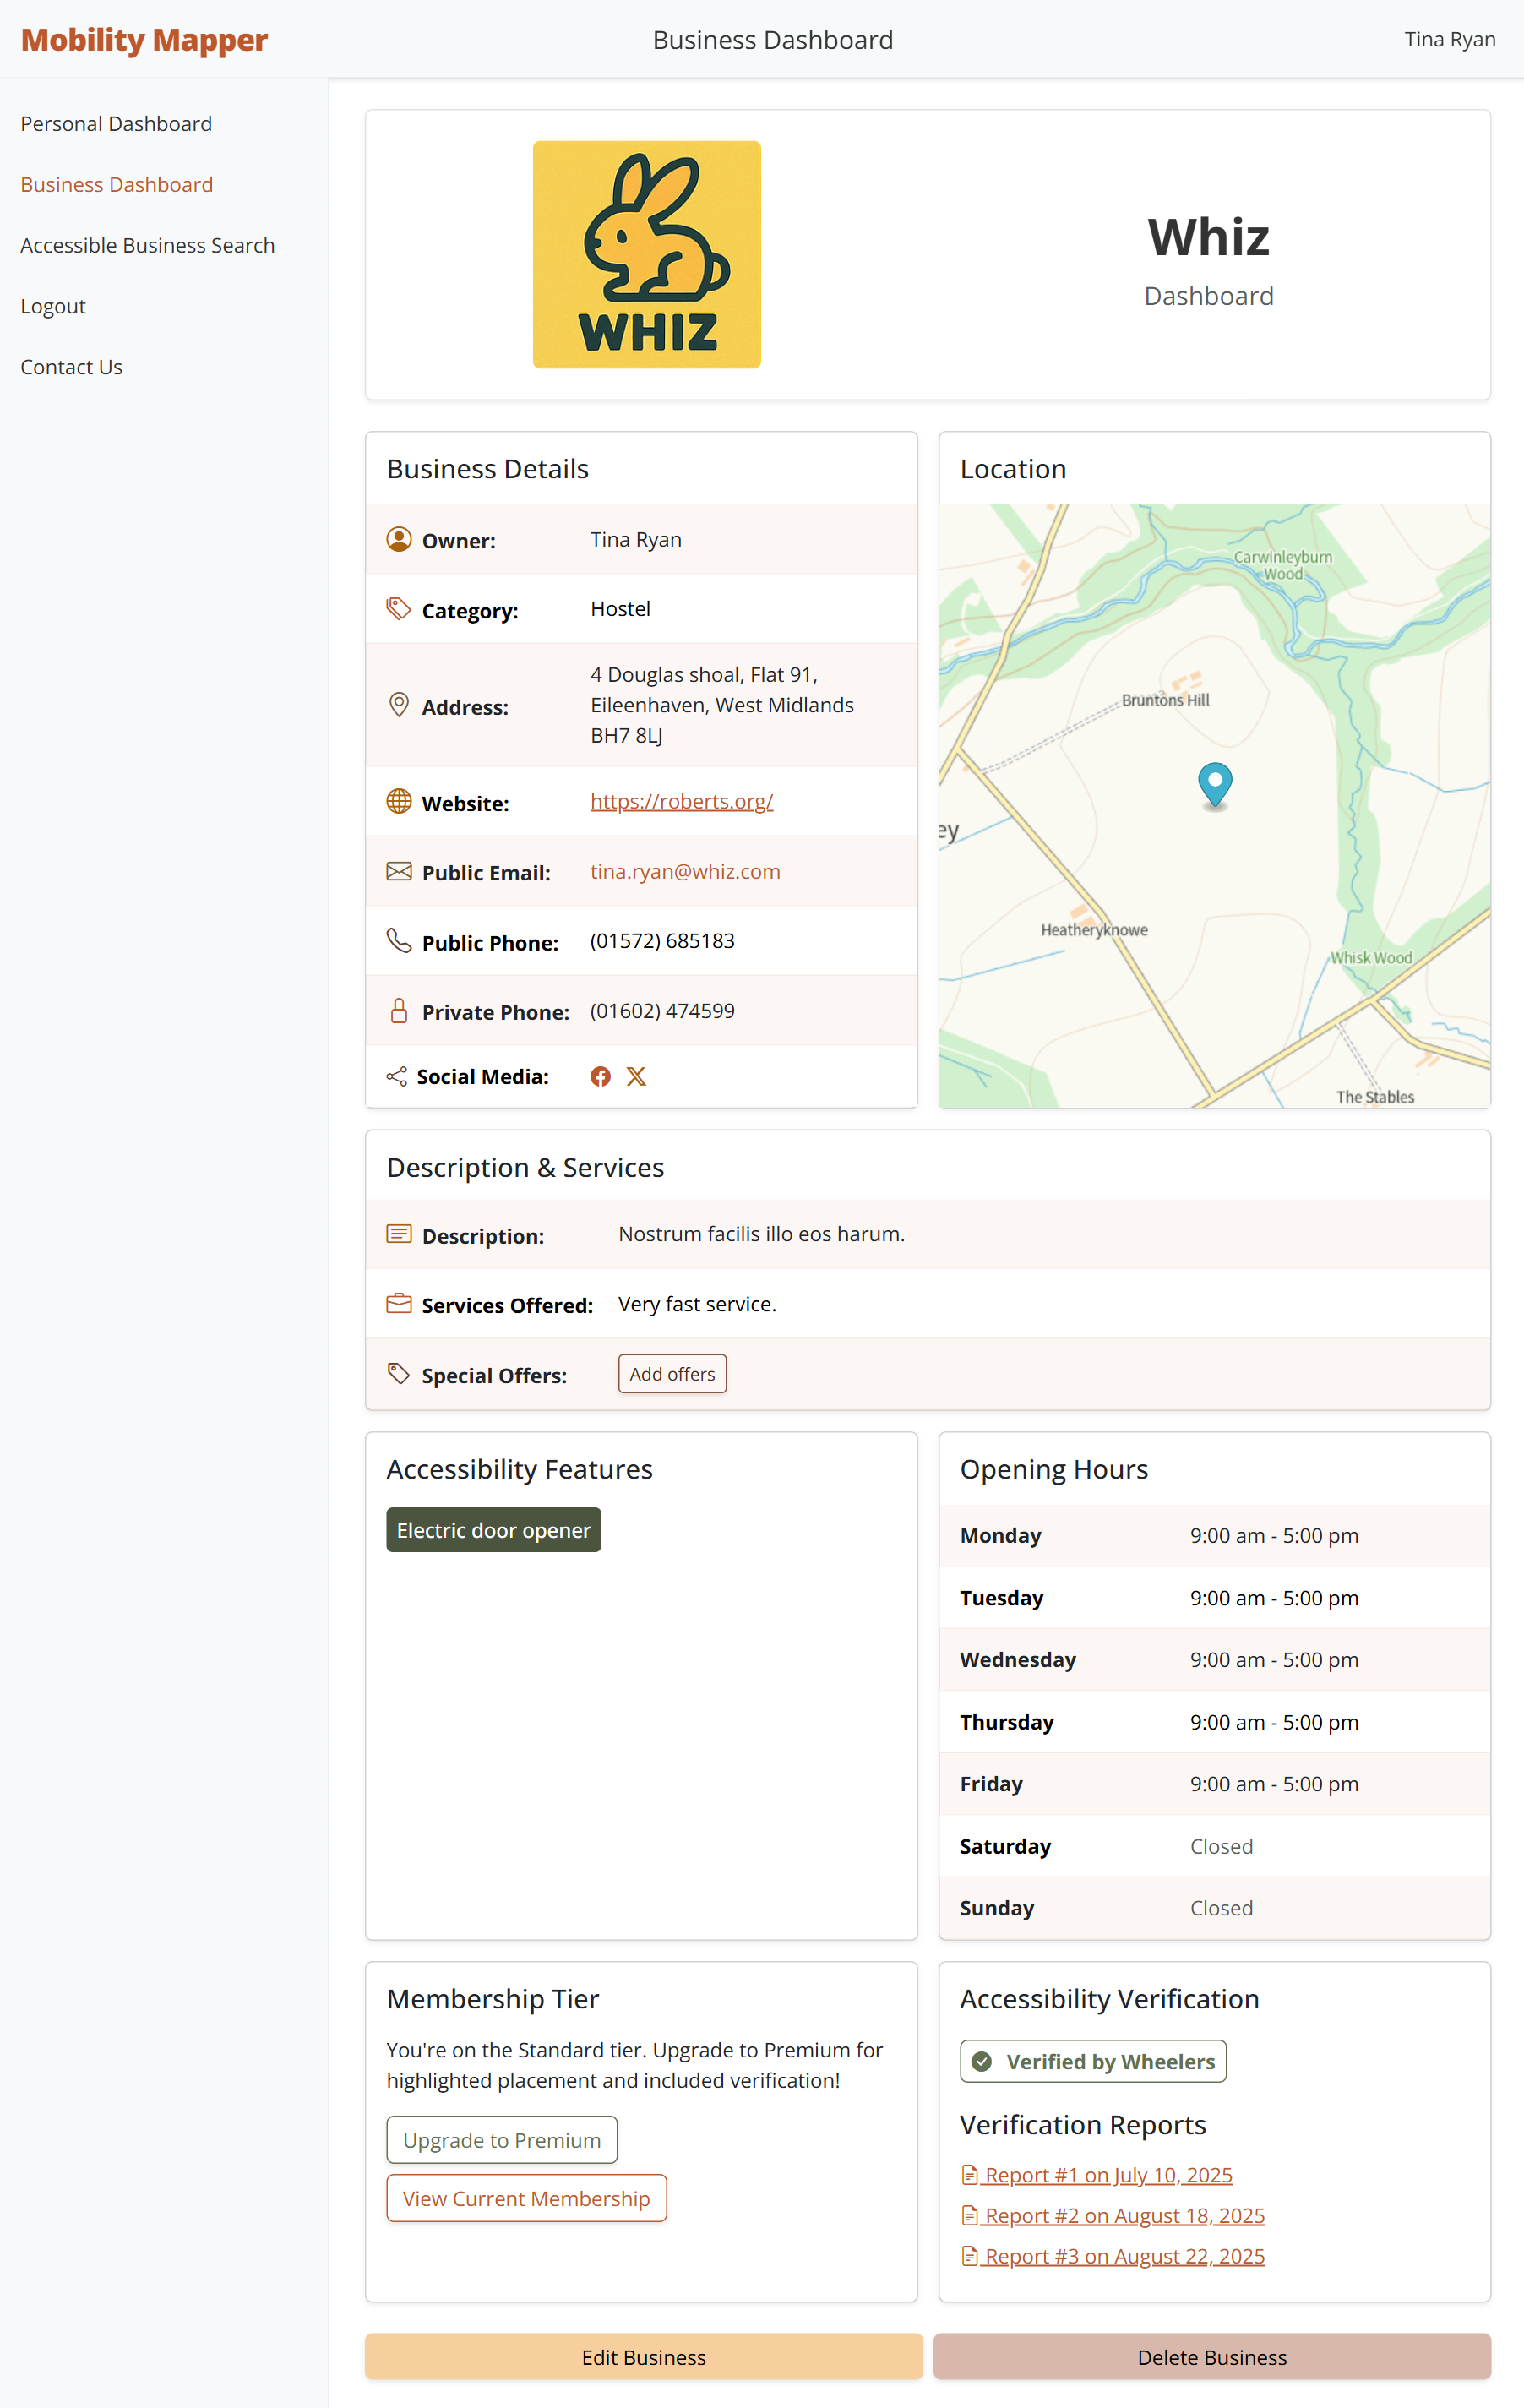 Mobility Mapper
Business Dashboard
Tina Ryan
Personal Dashboard
Business Dashboard
Accessible Business Search
Logout
Contact Us
WHIZ
Whiz
Dashboard
Business Details
Owner: Tina Ryan
Category: Hostel
Address: 4 Douglas shoal, Flat 91,
Eileenhaven, West Midlands
BH7 8LJ
Website: https://roberts.org/
Public Email: tina.ryan@whiz.com
Public Phone: (01572) 685183
Private Phone: (01602) 474599
Social Media:
Location
Carwinleyburn
Wood
Bruntons Hill
ey
Heatheryknowe
Whisk Wood
The Stables
Description & Services
Description: Nostrum facilis illo eos harum.
Services Offered: Very fast service.
Special Offers: Add offers
Accessibility Features
Electric door opener
Opening Hours
Monday 9:00 am - 5:00 pm
Tuesday 9:00 am - 5:00 pm
Wednesday 9:00 am - 5:00 pm
Thursday 9:00 am - 5:00 pm
Friday 9:00 am - 5:00 pm
Saturday Closed
Sunday Closed
Membership Tier
You're on the Standard tier. Upgrade to Premium for
highlighted placement and included verification!
Upgrade to Premium
View Current Membership
Accessibility Verification
Verified by Wheelers
Verification Reports
Report #1 on July 10, 2025
Report #2 on August 18, 2025
Report #3 on August 22, 2025
Edit Business
Delete Business